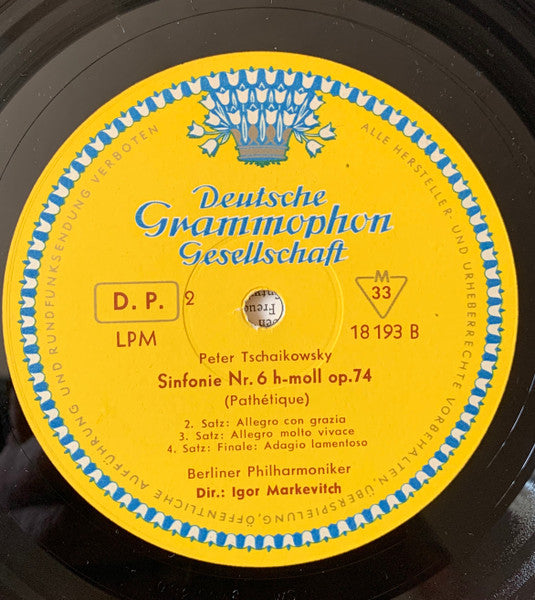 ALLE HERSTELLER- UND URHEBERRECHTE VORBEHALTEN, ÜBERSPIELUNG, ÖFFENTLICHE AUFFÜHRUNG UND RUNDFUNKSENDUNG VERBOTEN
Deutsche
Grammophon
Gesellschaft
D. P. 2
M
33
LPM
18 193 B
Freude
Peter Tschaikowsky
Sinfonie Nr. 6 h-moll op. 74
(Pathétique)
2. Satz: Allegro con grazia
3. Satz: Allegro molto vivace
4. Satz: Finale: Adagio lamentoso
Berliner Philharmoniker
Dir.: Igor Markevitch